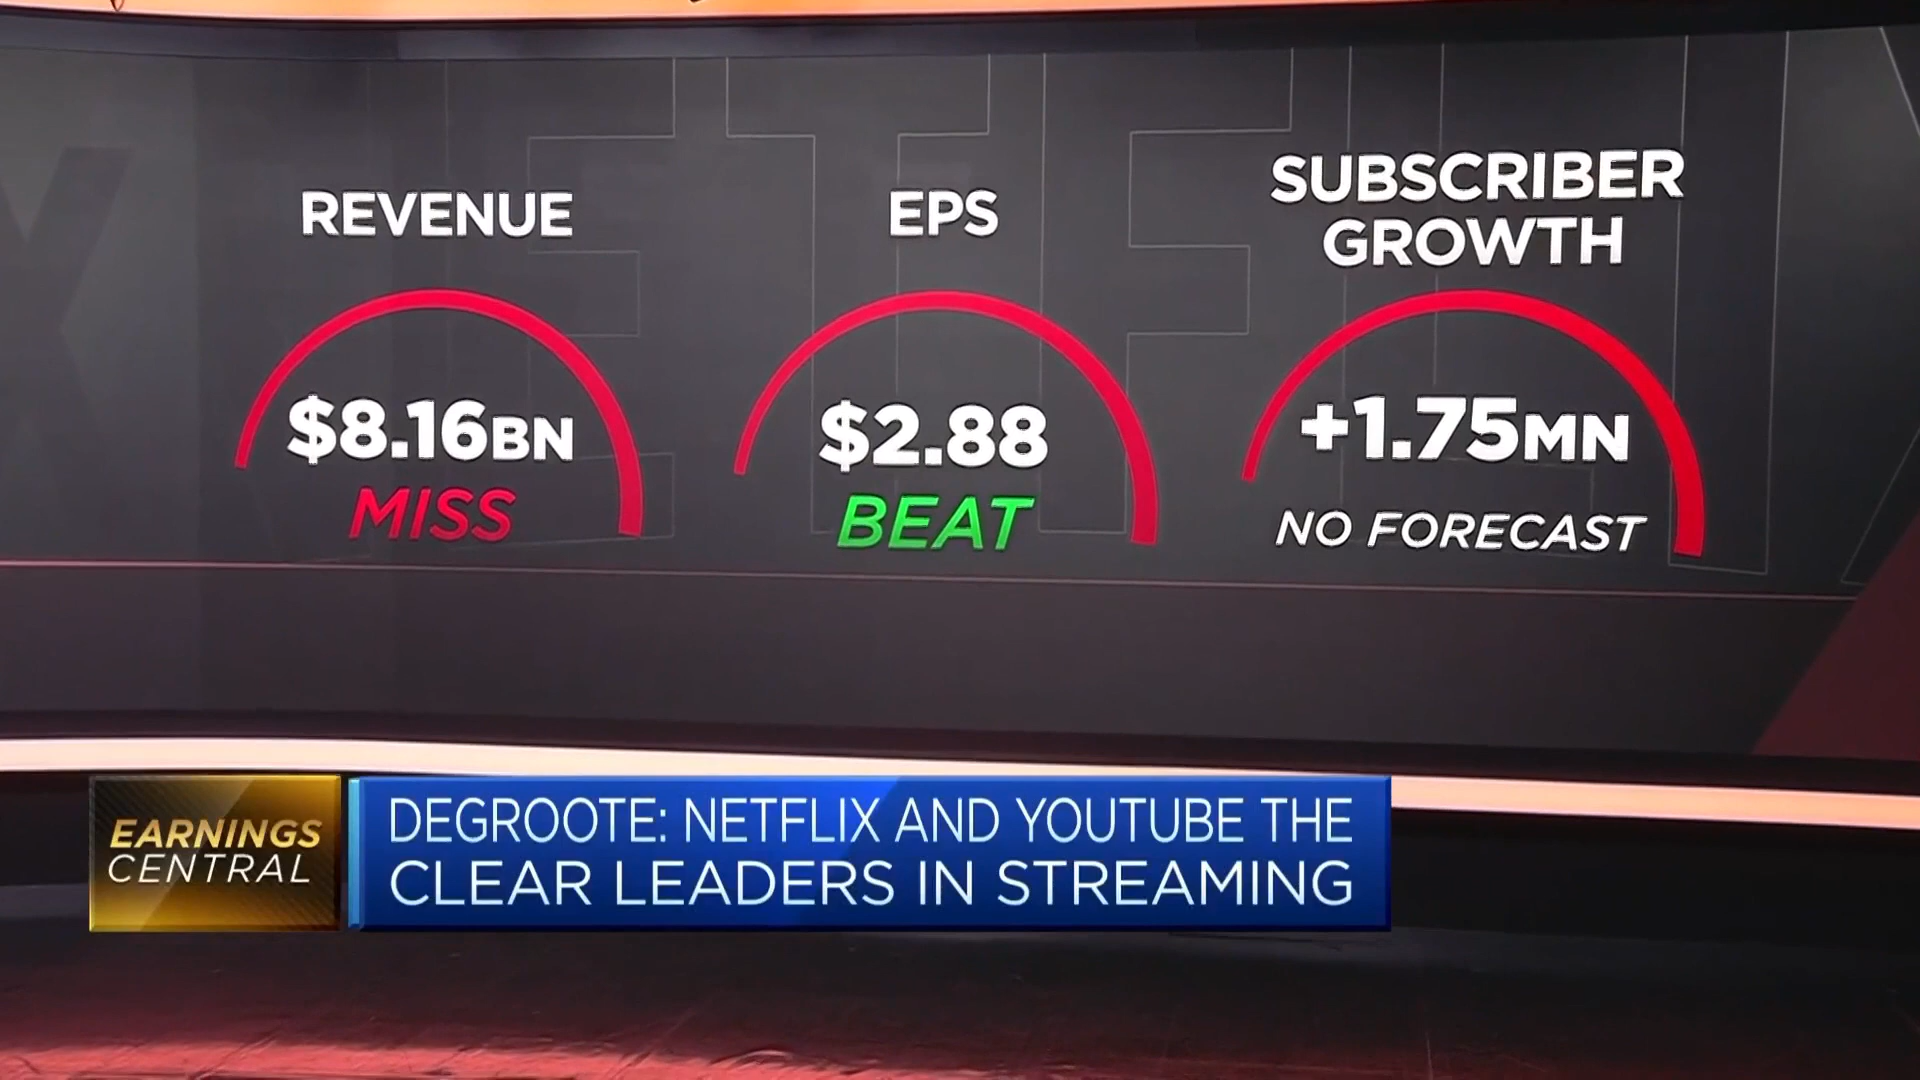 REVENUE
$8.16BN
MISS
EPS
$2.88
BEAT
SUBSCRIBER
GROWTH
+1.75MN
NO FORECAST
EARNINGS
CENTRAL
DEGROOTE: NETFLIX AND YOUTUBE THE
CLEAR LEADERS IN STREAMING